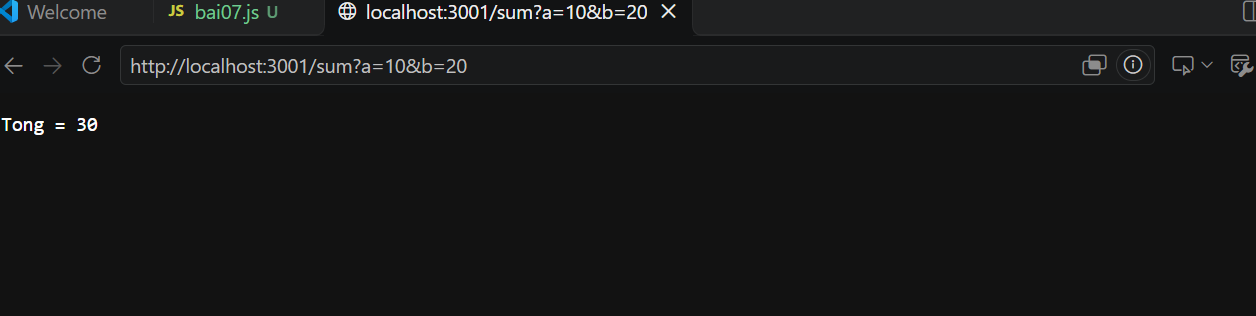 Welcome JS bai07.js U localhost:3001/sum?a=10&b=20
http://localhost:3001/sum?a=10&b=20
Tong = 30